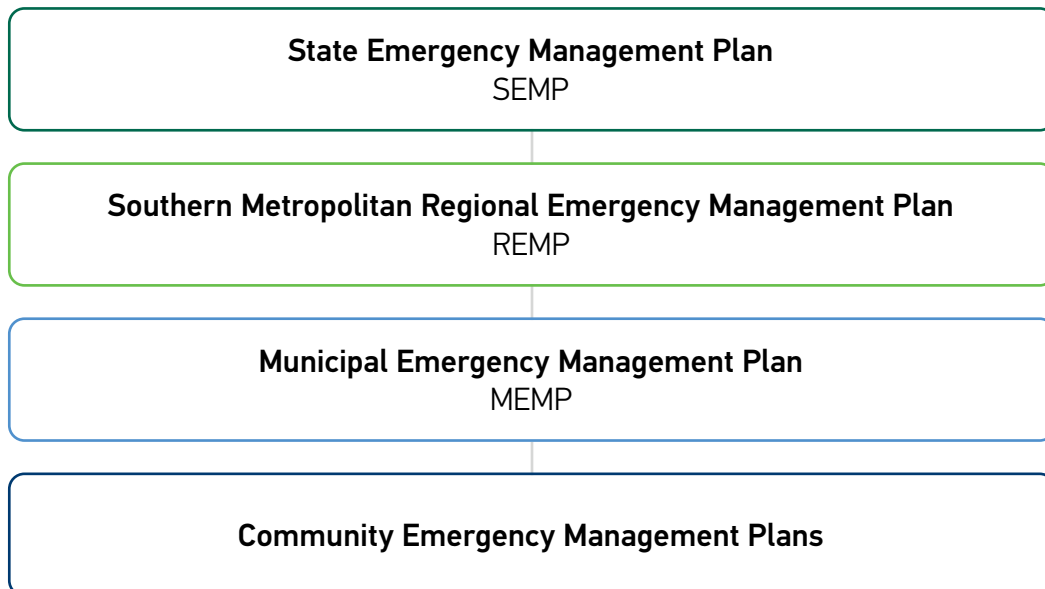 State Emergency Management Plan
SEMP
Southern Metropolitan Regional Emergency Management Plan
REMP
Municipal Emergency Management Plan
MEMP
Community Emergency Management Plans